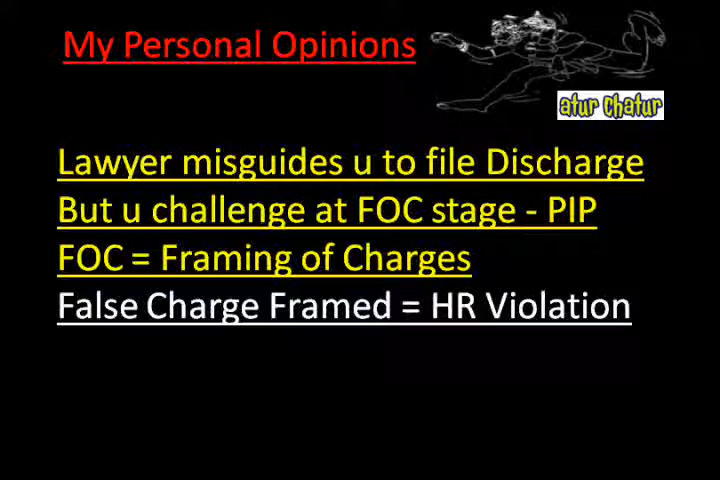 My Personal Opinions
atur chatur
Lawyer misguides u to file Discharge
But u challenge at FOC stage - PIP
FOC = Framing of Charges
False Charge Framed = HR Violation